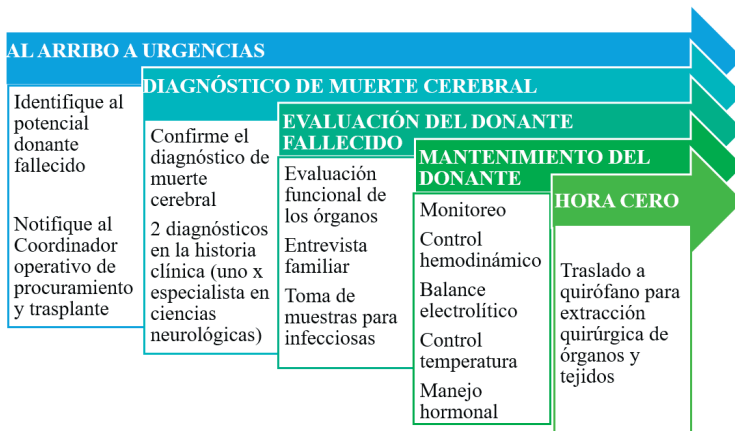 AL ARRIBO A URGENCIAS
Identifique al
potencial
donante
fallecido
Notifique al
Coordinador
operativo de
procuramiento
y trasplante
DIAGNÓSTICO DE MUERTE CEREBRAL
Confirme el
diagnóstico de
muerte
cerebral
2 diagnósticos
en la historia
clínica (uno x
especialista en
ciencias
neurológicas)
EVALUACIÓN DEL DONANTE
FALLECIDO
Evaluación
funcional de
los órganos
Entrevista
familiar
Toma de
muestras para
infecciosas
MANTENIMIENTO DEL
DONANTE
Monitoreo
Control
hemodinámico
Balance
electrolítico
Control
temperatura
Manejo
hormonal
HORA CERO
Traslado a
quirófano para
extracción
quirúrgica de
órganos y
tejidos